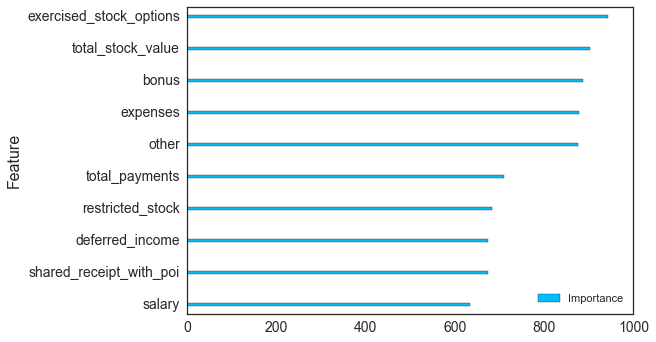 exercised_stock_options
total_stock_value
bonus
expenses
other
total_payments
restricted_stock
deferred_income
shared_receipt_with_poi
salary
Feature
Importance
0 200 400 600 800 1000